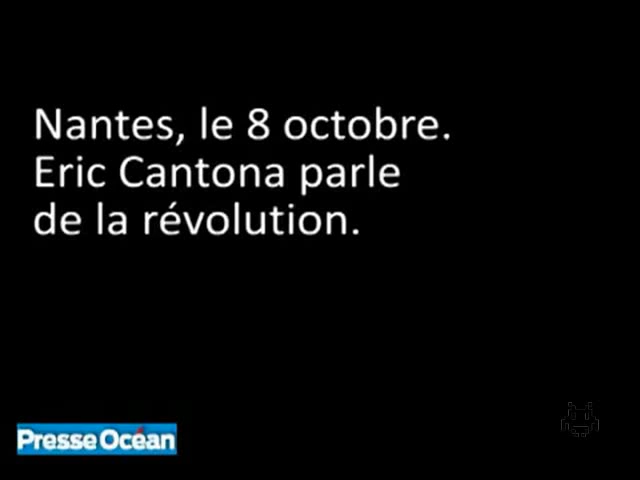 Nantes, le 8 octobre.
Eric Cantona parle
de la révolution.
Presse Océan